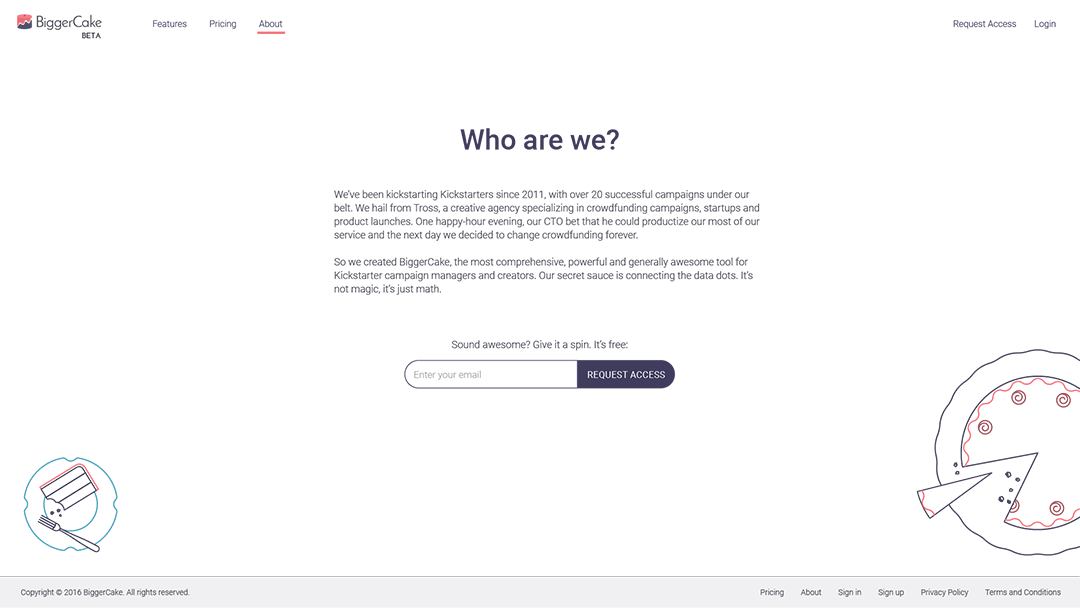 BiggerCake
BETA
Features Pricing About
Request Access Login
Who are we?
We've been kickstarting Kickstarters since 2011, with over 20 successful campaigns under our
belt. We hail from Tross, a creative agency specializing in crowdfunding campaigns, startups and
product launches. One happy-hour evening, our CTO bet that he could productize our most of our
service and the next day we decided to change crowdfunding forever.
So we created BiggerCake, the most comprehensive, powerful and generally awesome tool for
Kickstarter campaign managers and creators. Our secret sauce is connecting the data dots. It's
not magic, it's just math.
Sound awesome? Give it a spin. It's free:
Enter your email REQUEST ACCESS
Copyright © 2016 BiggerCake. All rights reserved.
Pricing About Sign in Sign up Privacy Policy Terms and Conditions